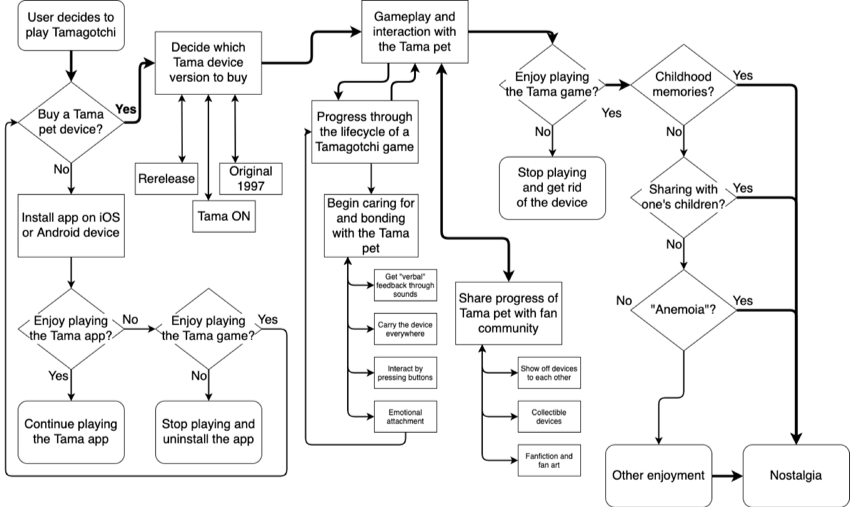 User decides to
play Tamagotchi
Buy a Tama
pet device?
Yes
No
Install app on iOS
or Android device
Enjoy playing
the Tama app?
No
Yes
Continue playing
the Tama app
Enjoy playing
the Tama game?
Yes
No
Stop playing and
uninstall the app
Decide which
Tama device
version to buy
Rerelease
Tama ON
Original
1997
Gameplay and
interaction with
the Tama pet
Progress through
the lifecycle of a
Tamagotchi game
Begin caring for
and bonding
with the Tama
pet
Get "verbal"
feedback through
sounds
Carry the device
everywhere
Interact by
pressing buttons
Emotional
attachment
Share progress of
Tama pet with fan
community
Show off devices
to each other
Collectible
devices
Fanfiction and
fan art
Enjoy playing
the Tama game?
Yes
No
Stop playing
and get rid
of the device
Childhood
memories?
Yes
No
Sharing with
one's children?
Yes
No
"Anemoia"?
Yes
No
Other enjoyment
Nostalgia